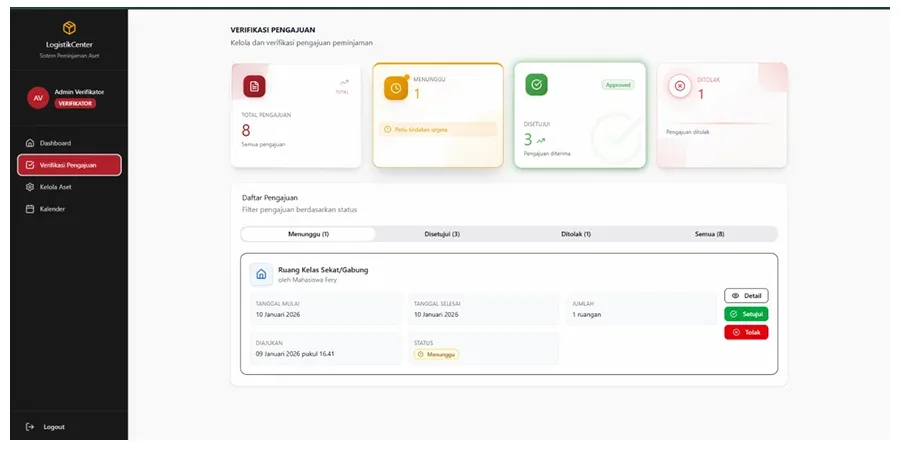 LogistikCenter
Sistem Peminjaman Aset
AV
Admin Verifikator
VERIFIKATOR
Dashboard
Verifikasi Pengajuan
Kelola Aset
Kalender
Logout
VERIFIKASI PENGAJUAN
Kelola dan verifikasi pengajuan peminjaman
TOTAL
TOTAL PENGAJUAN
8
Semua pengajuan
MENUNGGU
1
Perlu tindakan urgent
Approved
DISETUJUI
3
Pengajuan diterima
DITOLAK
1
Pengajuan ditolak
Daftar Pengajuan
Filter pengajuan berdasarkan status
Menunggu (1) Disetujui (3) Ditolak (1) Semua (8)
Ruang Kelas Sekat/Gabung
oleh Mahasiswa Fery
TANGGAL MULAI
10 Januari 2026
TANGGAL SELESAI
10 Januari 2026
JUMLAH
1 ruangan
DIAJUKAN
09 Januari 2026 pukul 16.41
STATUS
Menunggu
Detail
Setujui
Tolak